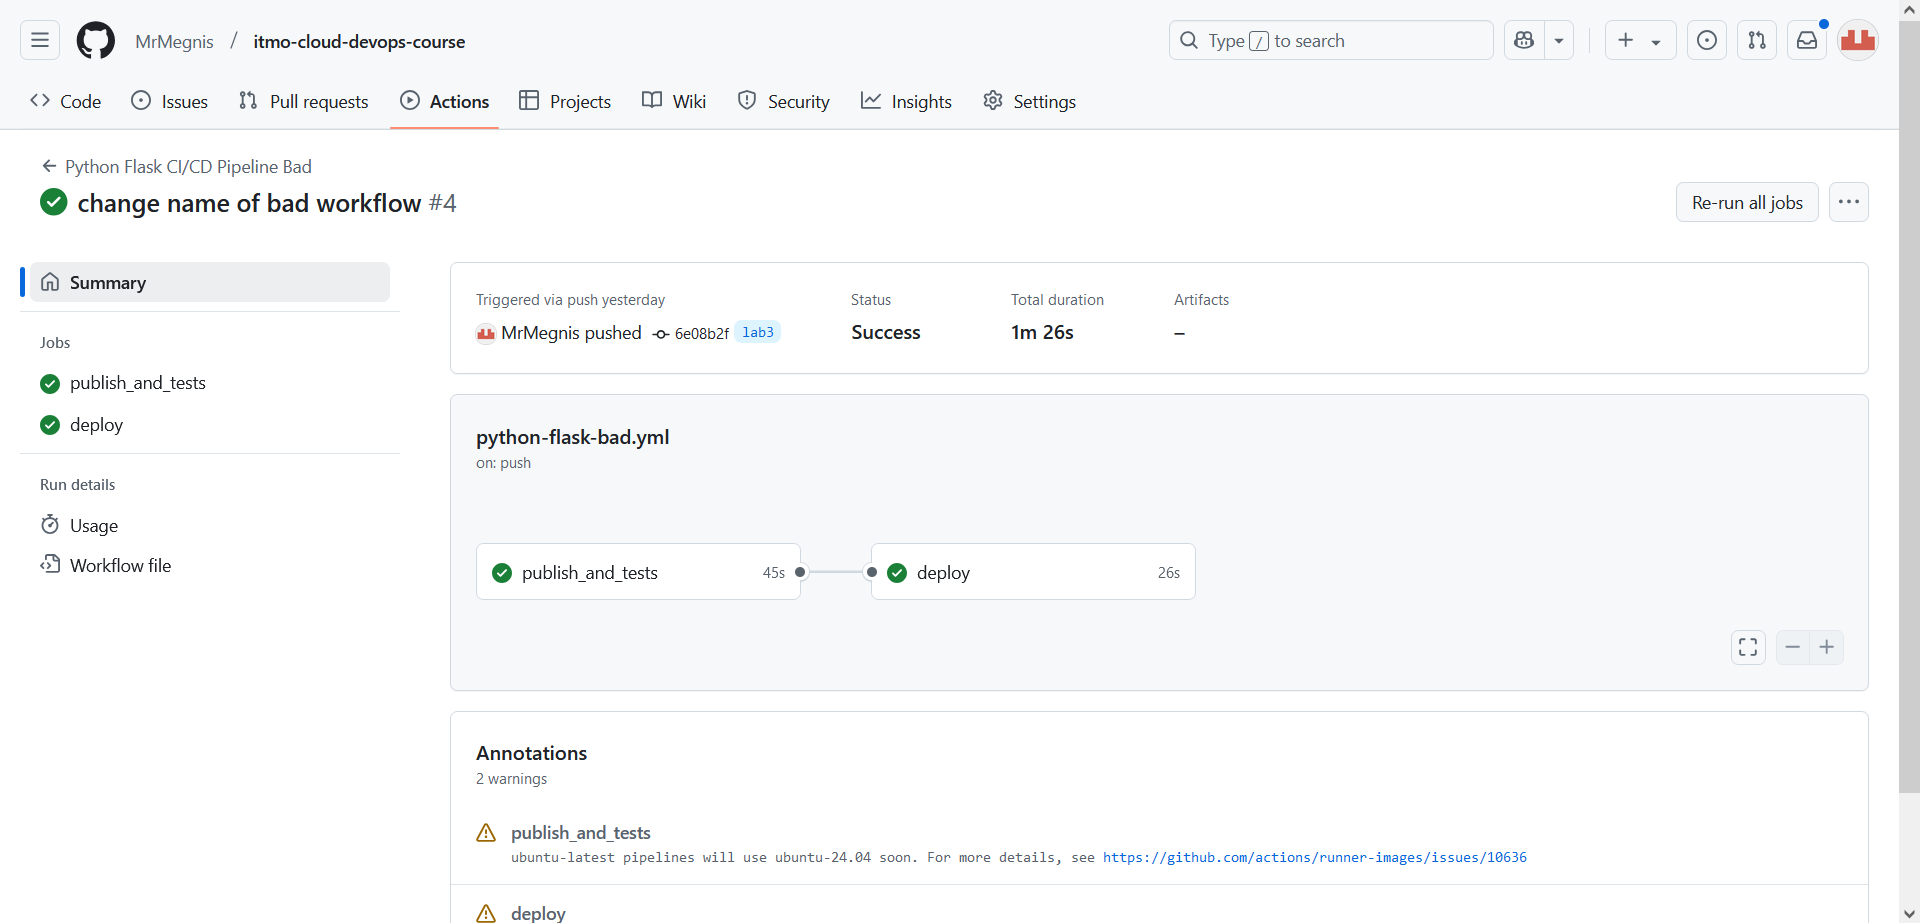 MrMegnis / itmo-cloud-devops-course
Type / to search
Code Issues Pull requests Actions Projects Wiki Security Insights Settings
Python Flask CI/CD Pipeline Bad
change name of bad workflow #4
Re-run all jobs
Summary
Jobs
publish_and_tests
deploy
Run details
Usage
Workflow file
Triggered via push yesterday
MrMegnis pushed 6e08b2f lab3
Status
Success
Total duration
1m 26s
Artifacts
–
python-flask-bad.yml
on: push
publish_and_tests 45s
deploy 26s
Annotations
2 warnings
publish_and_tests
ubuntu-latest pipelines will use ubuntu-24.04 soon. For more details, see https://github.com/actions/runner-images/issues/10636
deploy